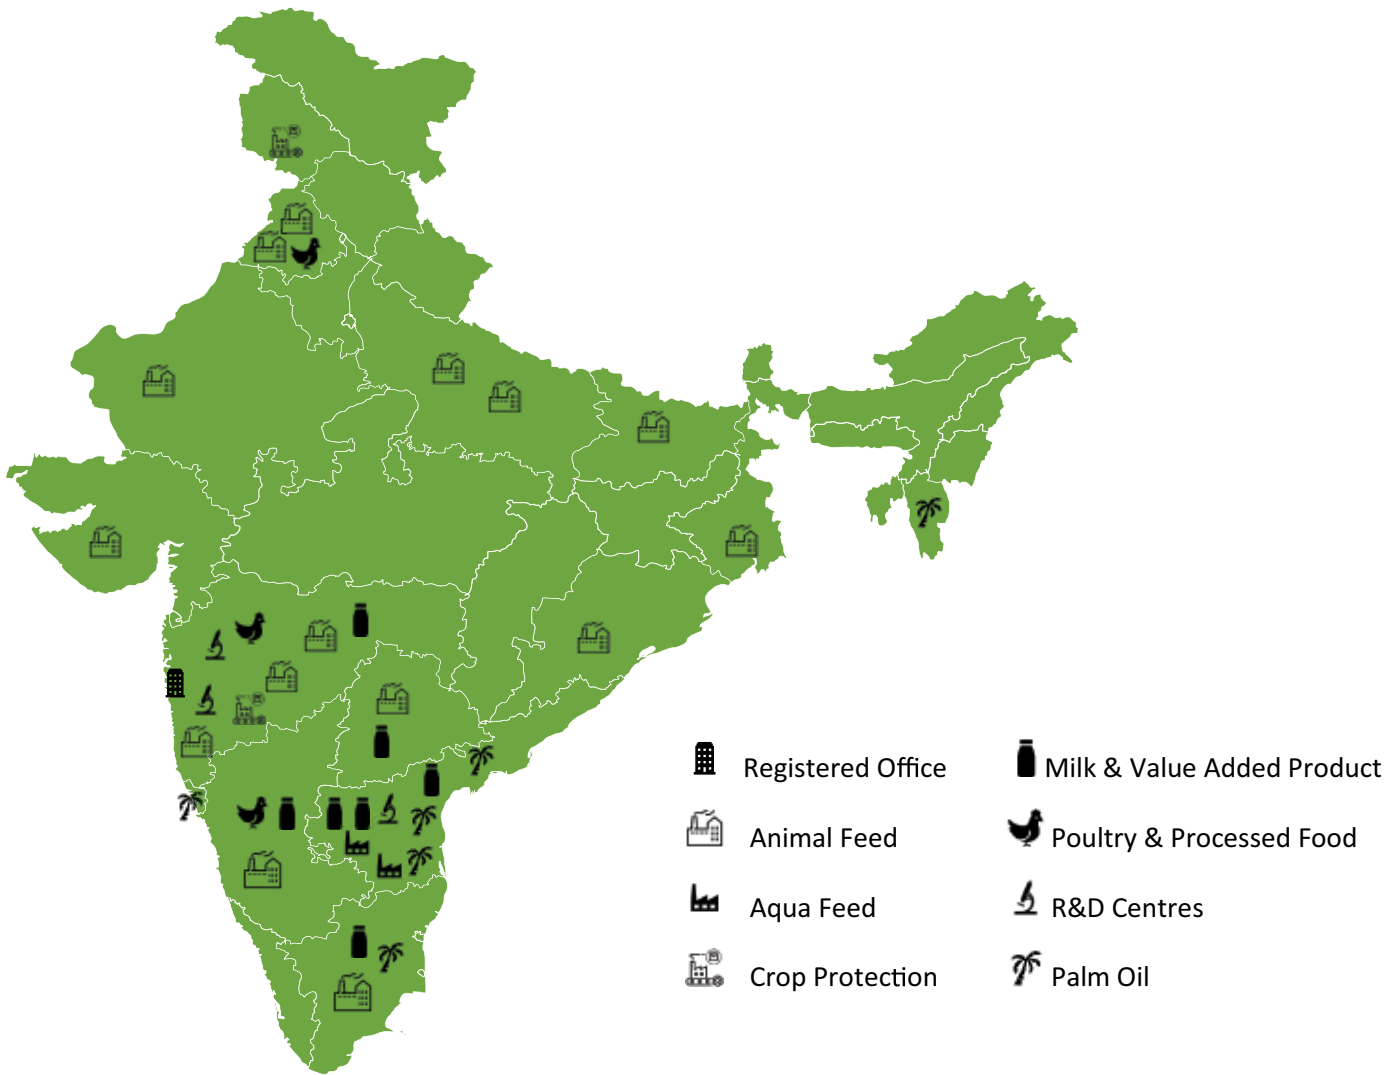 Registered Office
Milk & Value Added Product
Animal Feed
Poultry & Processed Food
Aqua Feed
R&D Centres
Crop Protection
Palm Oil